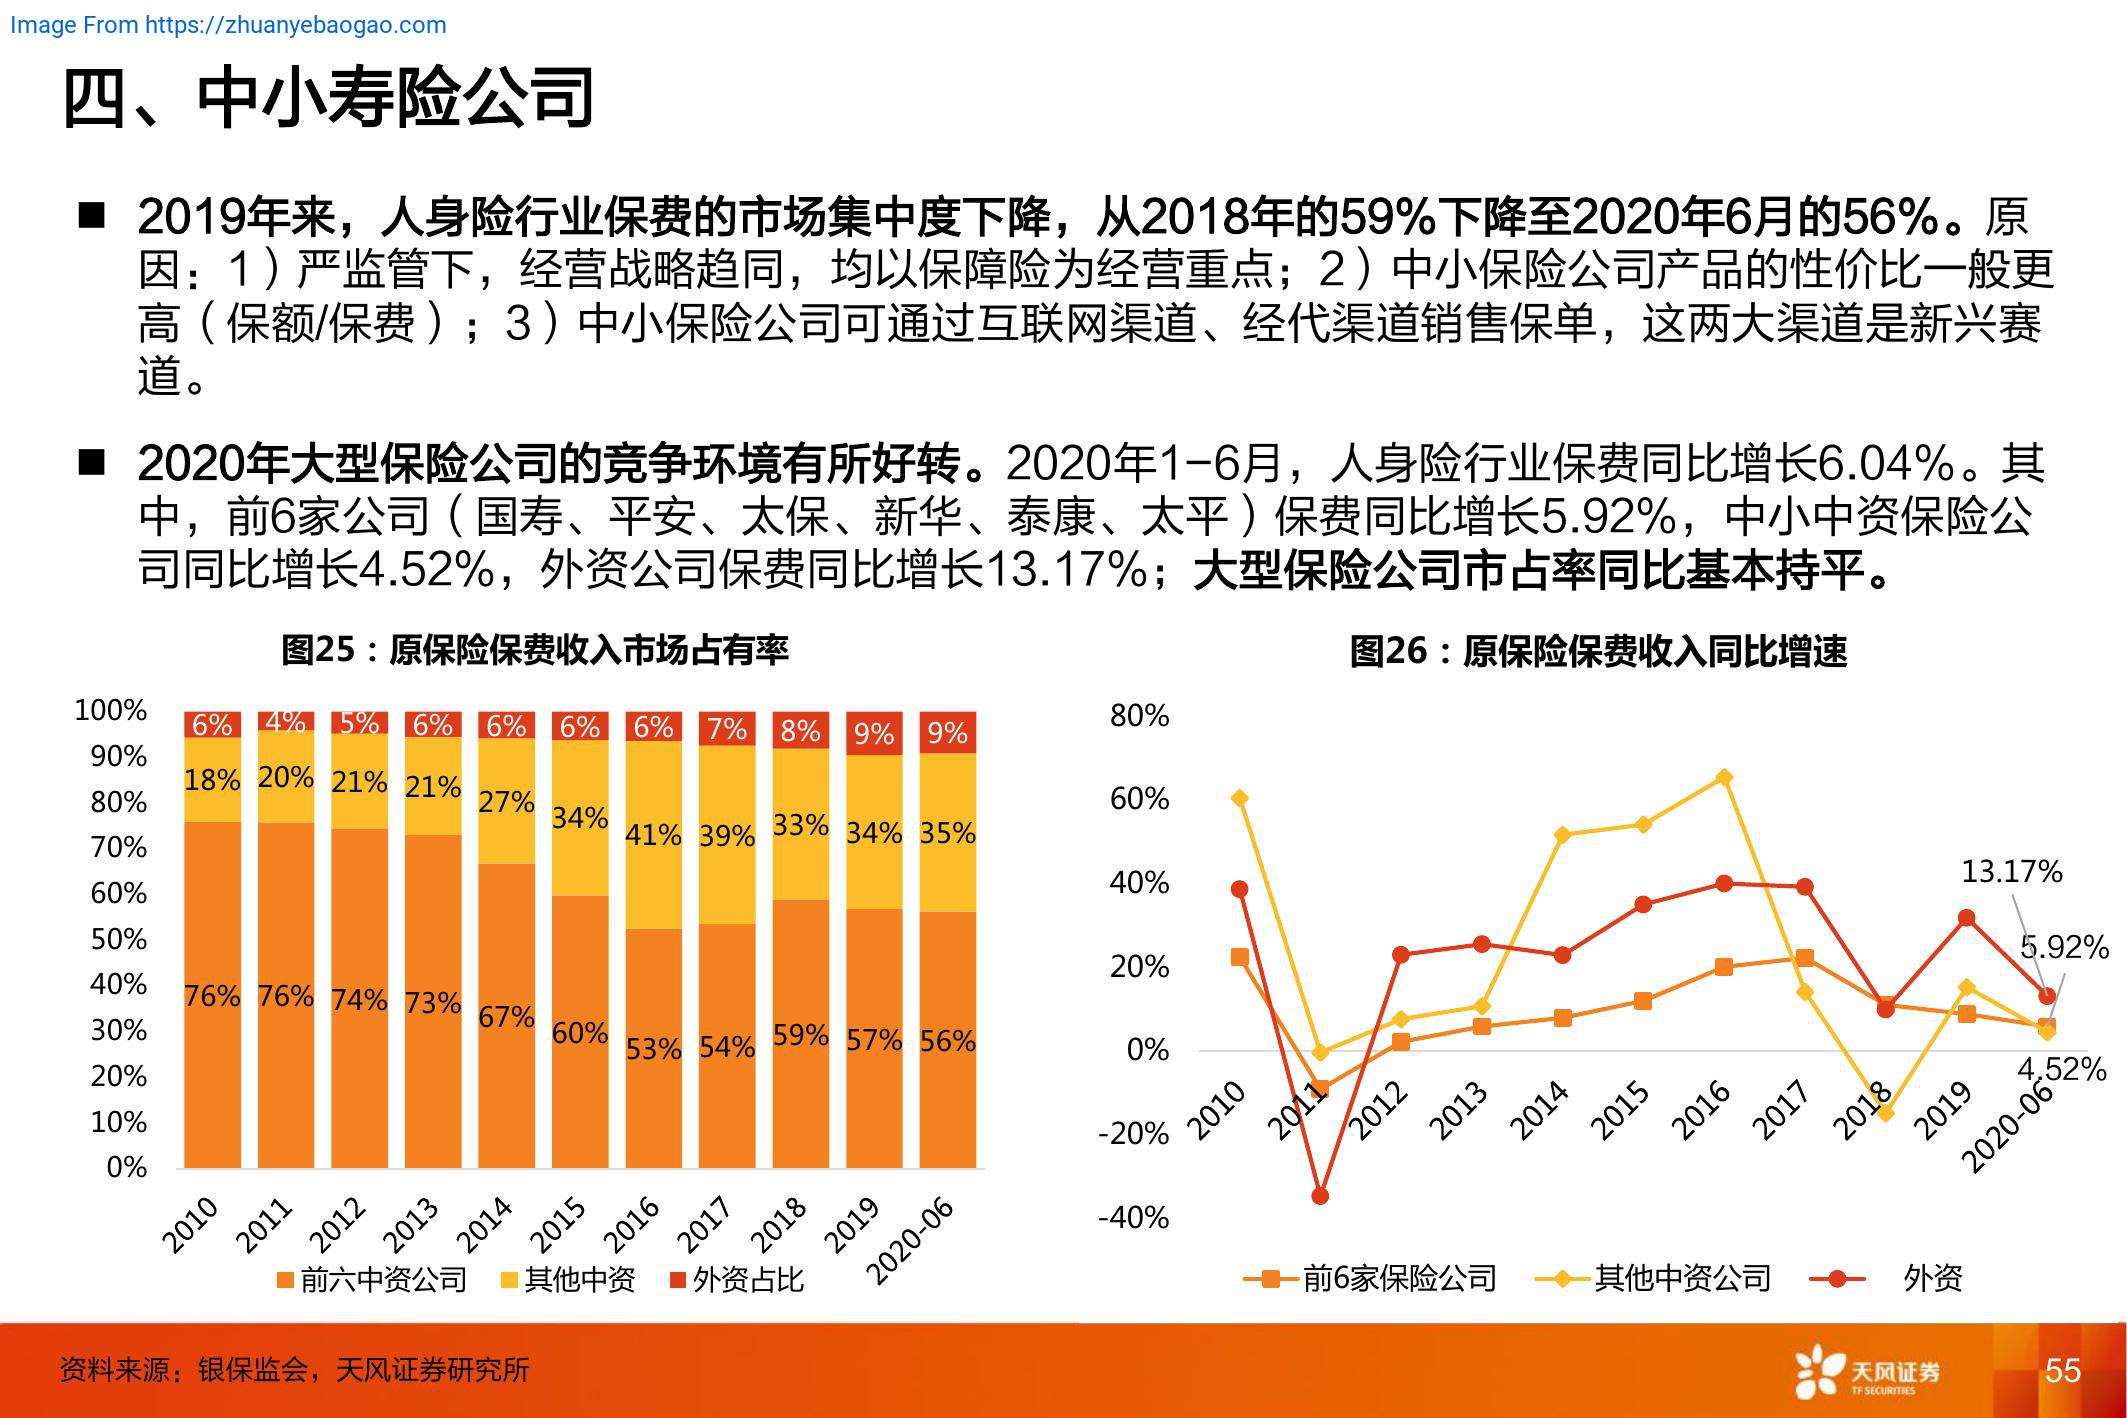 Image From https://zhuanyebaogao.com
四、中小寿险公司
■ 2019年来，人身险行业保费的市场集中度下降，从2018年的59%下降至2020年6月的56%。原
因：1）严监管下，经营战略趋同，均以保障险为经营重点；2）中小保险公司产品的性价比一般更
高（保额/保费）；3）中小保险公司可通过互联网渠道、经代渠道销售保单，这两大渠道是新兴赛
道。
■ 2020年大型保险公司的竞争环境有所好转。2020年1-6月，人身险行业保费同比增长6.04%。其
中，前6家公司（国寿、平安、太保、新华、泰康、太平）保费同比增长5.92%，中小中资保险公
司同比增长4.52%，外资公司保费同比增长13.17%；大型保险公司市占率同比基本持平。
图25：原保险保费收入市场占有率
100%
90%
80%
70%
60%
50%
40%
30%
20%
10%
0%
6% 4% 5% 6% 6% 6% 6% 7% 8% 9% 9%
18% 20% 21% 21% 27% 34% 41% 39% 33% 34% 35%
76% 76% 74% 73% 67% 60% 53% 54% 59% 57% 56%
2010 2011 2012 2013 2014 2015 2016 2017 2018 2019 2020-06
前六中资公司 其他中资 外资占比
图26：原保险保费收入同比增速
80%
60%
40%
20%
0%
-20%
-40%
13.17%
5.92%
4.52%
2010 2011 2012 2013 2014 2015 2016 2017 2018 2019 2020-06
前6家保险公司 其他中资公司 外资
资料来源：银保监会，天风证券研究所
天风证券
TF SECURITIES
55